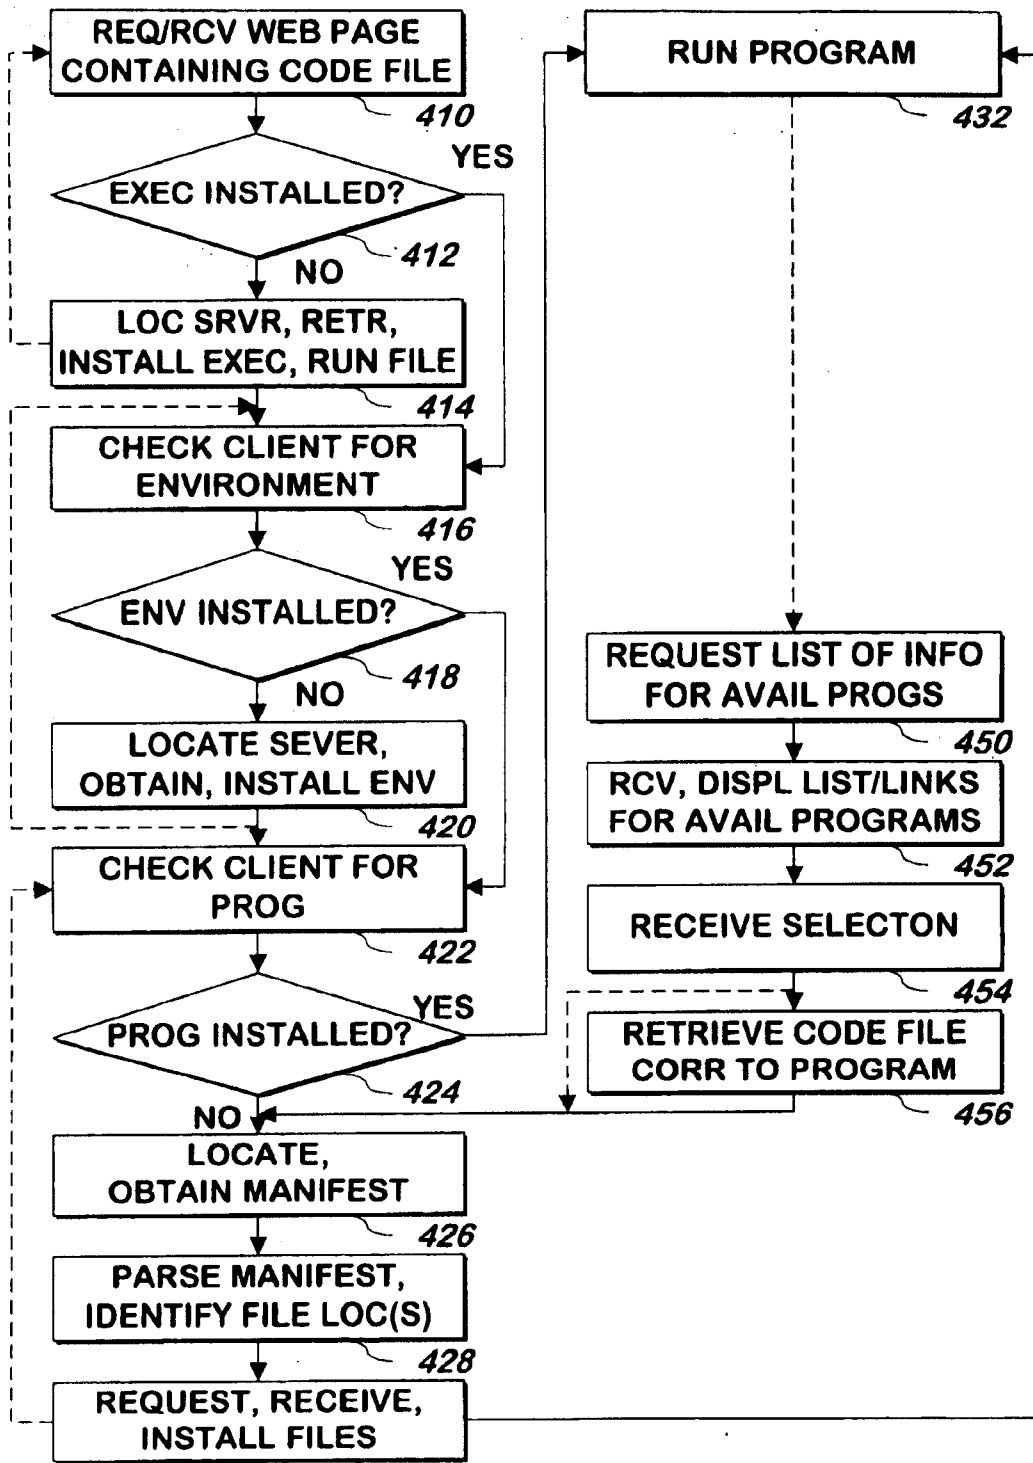 REQ/RCV WEB PAGE
CONTAINING CODE FILE
410
YES
EXEC INSTALLED?
412
NO
LOC SRVR, RETR,
INSTALL EXEC, RUN FILE
414
CHECK CLIENT FOR
ENVIRONMENT
416
YES
ENV INSTALLED?
418
NO
LOCATE SEVER,
OBTAIN, INSTALL ENV
420
CHECK CLIENT FOR
PROG
422
YES
PROG INSTALLED?
424
NO
LOCATE,
OBTAIN MANIFEST
426
PARSE MANIFEST,
IDENTIFY FILE LOC(S)
428
REQUEST, RECEIVE,
INSTALL FILES
RUN PROGRAM
432
REQUEST LIST OF INFO
FOR AVAIL PROGS
450
RCV, DISPL LIST/LINKS
FOR AVAIL PROGRAMS
452
RECEIVE SELECTON
454
RETRIEVE CODE FILE
CORR TO PROGRAM
456